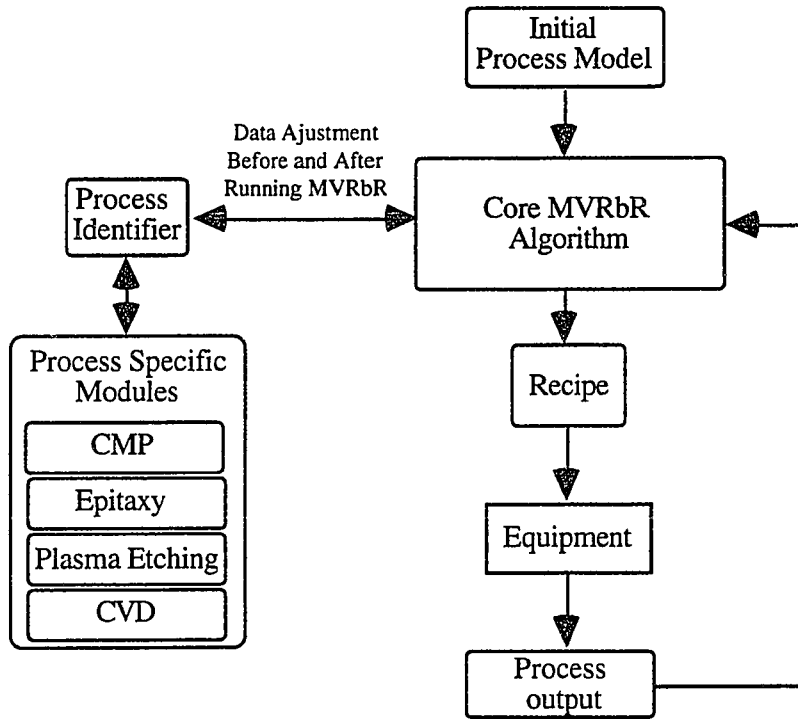 Initial
Process Model
Data Ajustment
Before and After
Running MVRbR
Process
Identifier
Core MVRbR
Algorithm
Process Specific
Modules
CMP
Epitaxy
Plasma Etching
CVD
Recipe
Equipment
Process
output